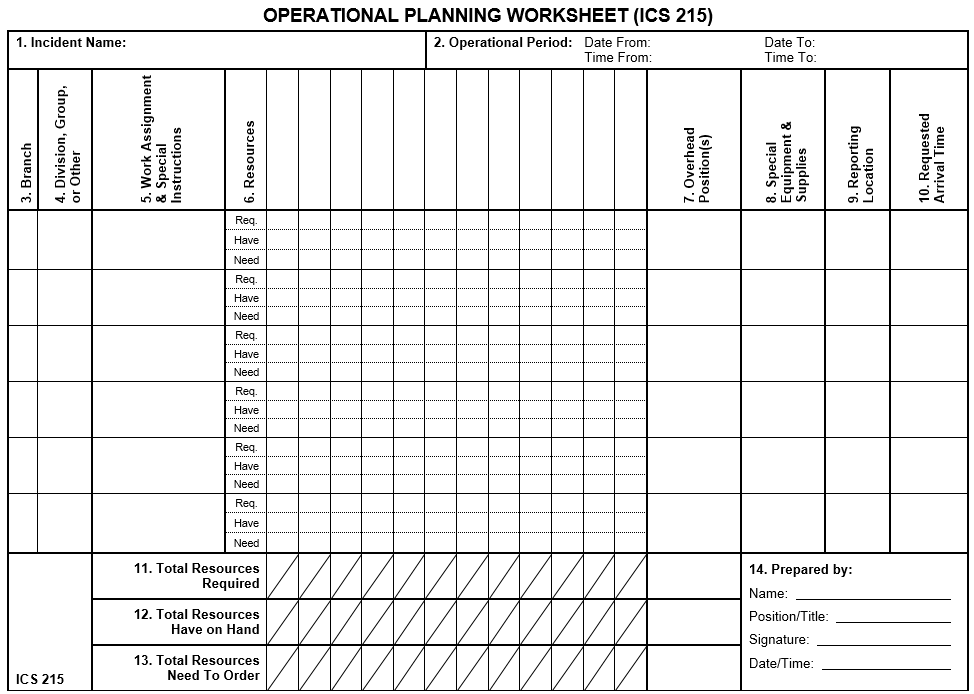 OPERATIONAL PLANNING WORKSHEET (ICS 215)
1. Incident Name:
2. Operational Period: Date From: Date To:
Time From: Time To:
3. Branch
4. Division, Group,
or Other
5. Work Assignment
& Special
Instructions
6. Resources
7. Overhead
Position(s)
8. Special
Equipment &
Supplies
9. Reporting
Location
10. Requested
Arrival Time
Req.
Have
Need
Req.
Have
Need
Req.
Have
Need
Req.
Have
Need
Req.
Have
Need
Req.
Have
Need
11. Total Resources
Required
12. Total Resources
Have on Hand
13. Total Resources
Need To Order
14. Prepared by:
Name:
Position/Title:
Signature:
Date/Time:
ICS 215